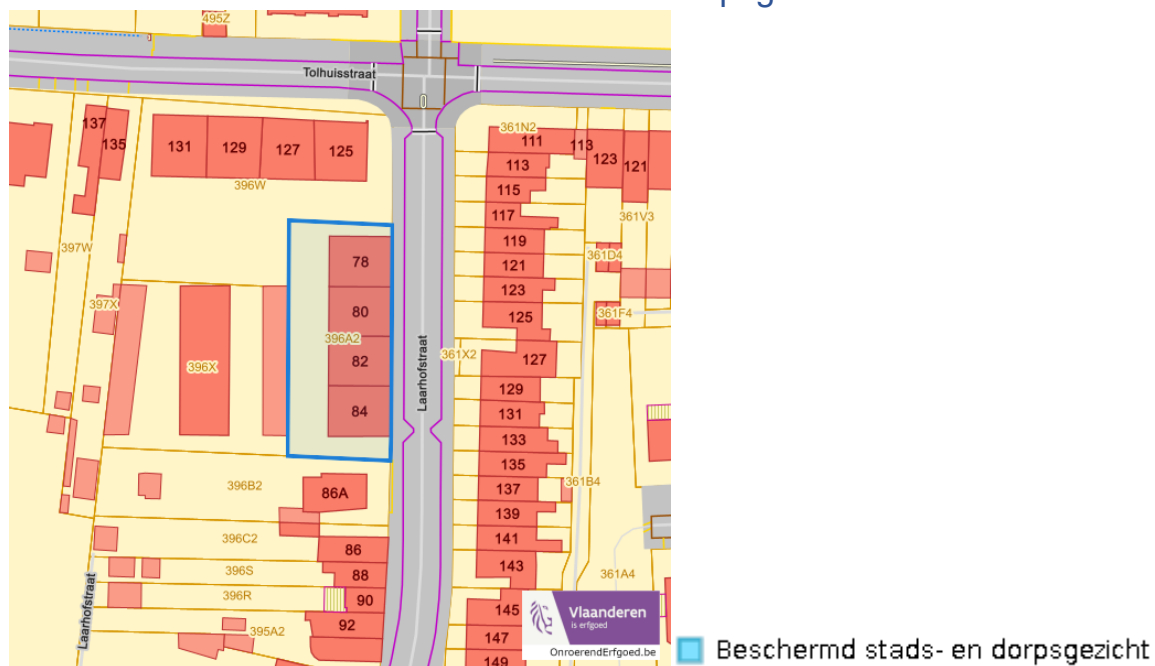 pg
495Z
Tolhuisstraat
137
135
131
129
127
125
396W
361N2
111
113
123
121
113
115
117
119
121
123
125
127
129
131
133
135
137
139
141
143
145
147
149
361V3
361D4
361F4
397W
397X
78
80
396A2
82
84
396X
361X2
Laarhofstraat
396B2
86A
361B4
396C2
86
88
396S
90
396R
92
395A2
361A4
Laarhofstraat
Vlaanderen
is erfgoed
OnroerendErfgoed.be
Beschermd stads- en dorpsgezicht